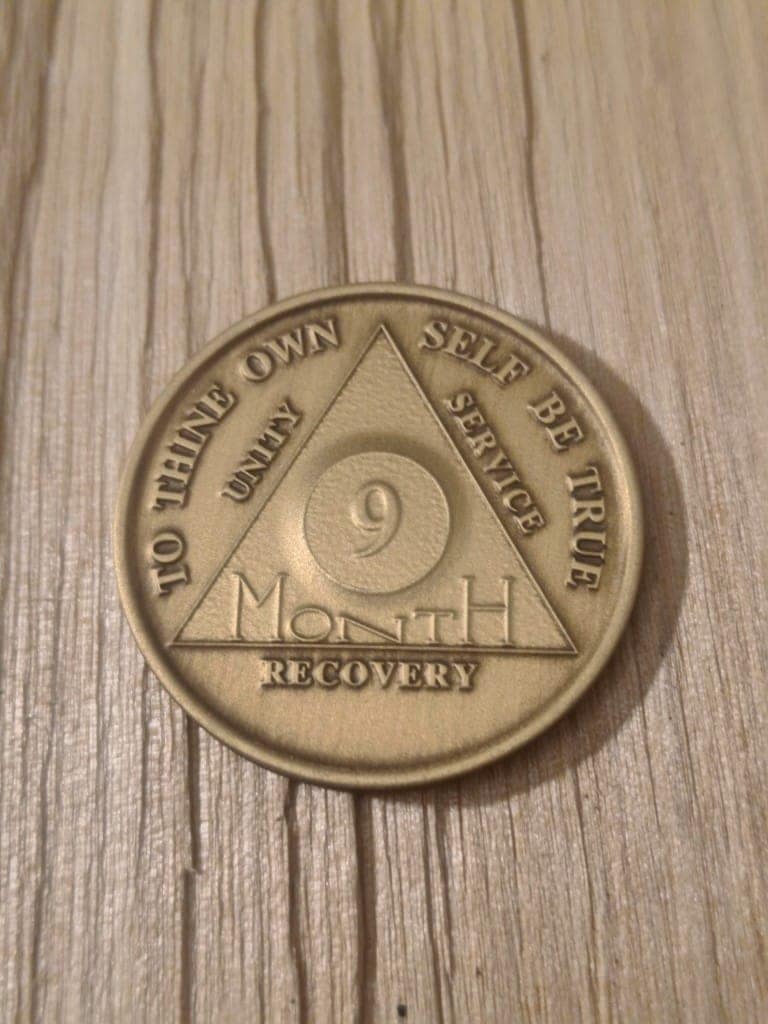 TO THINE OWN SELF BE TRUE
UNITY
SERVICE
9
MONTH
RECOVERY